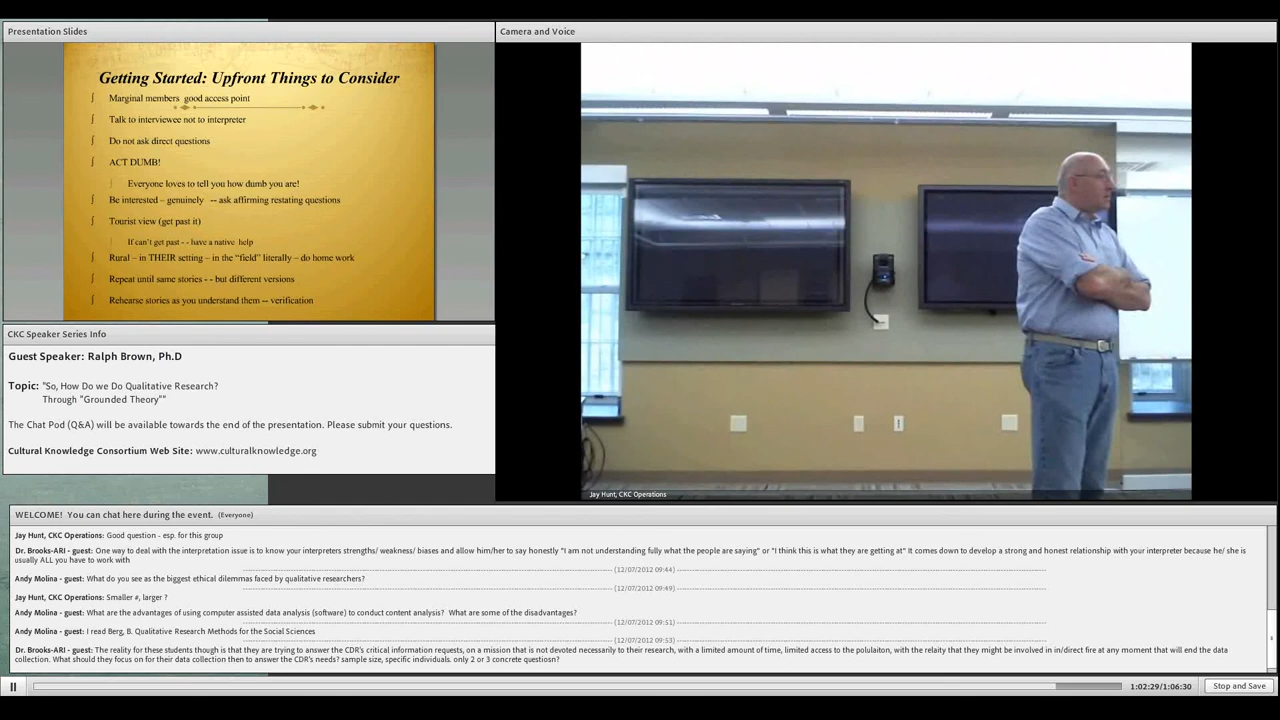 Presentation Slides
Camera and Voice
Getting Started: Upfront Things to Consider
Marginal members good access point
Talk to interviewee not to interpreter
Do not ask direct questions
ACT DUMB!
Everyone loves to tell you how dumb you are!
Be interested – genuinely -- ask affirming restating questions
Tourist view (get past it)
If can't get past - - have a native help
Rural – in THEIR setting – in the "field" literally – do home work
Repeat until same stories - - but different versions
Rehearse stories as you understand them -- verification
CKC Speaker Series Info
Guest Speaker: Ralph Brown, Ph.D
Topic: "So, How Do we Do Qualitative Research?
Through "Grounded Theory""
The Chat Pod (Q&A) will be available towards the end of the presentation. Please submit your questions.
Cultural Knowledge Consortium Web Site: www.culturalknowledge.org
Jay Hunt, CKC Operations
WELCOME! You can chat here during the event. (Everyone)
Jay Hunt, CKC Operations: Good question - esp. for this group
Dr. Brooks-ARI - guest: One way to deal with the interpretation issue is to know your interpreters strengths/ weakness/ biases and allow him/her to say honestly "I am not understanding fully what the people are saying" or "I think this is what they are getting at" It comes down to develop a strong and honest relationship with your interpreter because he/ she is
usually ALL you have to work with
(12/07/2012 09:44)
Andy Molina - guest: What do you see as the biggest ethical dilemmas faced by qualitative researchers?
(12/07/2012 09:49)
Jay Hunt, CKC Operations: Smaller #, larger ?
Andy Molina - guest: What are the advantages of using computer assisted data analysis (software) to conduct content analysis? What are some of the disadvantages?
(12/07/2012 09:51)
Andy Molina - guest: I read Berg, B. Qualitative Research Methods for the Social Sciences
(12/07/2012 09:53)
Dr. Brooks-ARI - guest: The reality for these students though is that they are trying to answer the CDR's critical information requests, on a mission that is not devoted necessarily to their research, with a limited amount of time, limited access to the polulaiton, with the relaity that they might be involved in in/direct fire at any moment that will end the data
collection. What should they focus on for their data collection then to answer the CDR's needs? sample size, specific individuals. only 2 or 3 concrete questiosn?
1:02:29/1:06:30
Stop and Save